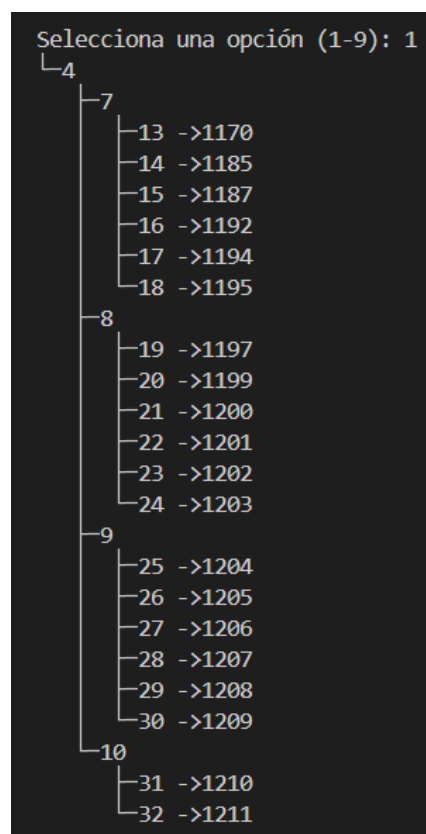 Selecciona una opción (1-9): 1
└─4
   ├─7
   │  ├─13 ->1170
   │  ├─14 ->1185
   │  ├─15 ->1187
   │  ├─16 ->1192
   │  ├─17 ->1194
   │  └─18 ->1195
   ├─8
   │  ├─19 ->1197
   │  ├─20 ->1199
   │  ├─21 ->1200
   │  ├─22 ->1201
   │  ├─23 ->1202
   │  └─24 ->1203
   ├─9
   │  ├─25 ->1204
   │  ├─26 ->1205
   │  ├─27 ->1206
   │  ├─28 ->1207
   │  ├─29 ->1208
   │  └─30 ->1209
   └─10
      ├─31 ->1210
      └─32 ->1211